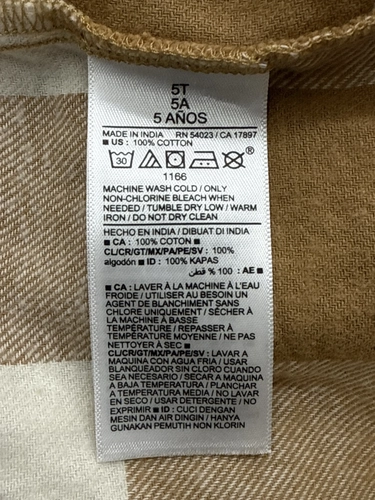 5T
5A
5 AÑOS
MADE IN INDIA RN 54023 / CA 17897
■ US : 100% COTTON
30 ®
1166
MACHINE WASH COLD / ONLY
NON-CHLORINE BLEACH WHEN
NEEDED / TUMBLE DRY LOW / WARM
IRON / DO NOT DRY CLEAN
HECHO EN INDIA / DIBUAT DI INDIA
■ CA : 100% COTON ■
CL/CR/GT/MX/PA/PE/SV : 100%
algodón ■ ID : 100% KAPAS
■ AE : 100 % قطن
■ CA : LAVER À LA MACHINE À L'EAU
FROIDE / UTILISER AU BESOIN UN
AGENT DE BLANCHIMENT SANS
CHLORE UNIQUEMENT / SÉCHER À
LA MACHINE À BASSE
TEMPÉRATURE / REPASSER À
TEMPÉRATURE MOYENNE / NE PAS
NETTOYER À SEC ■
CL/CR/GT/MX/PA/PE/SV : LAVAR A
MAQUINA CON AGUA FRIA / USAR
BLANQUEADOR SIN CLORO CUANDO
SEA NECESARIO / SECAR A MAQUINA
A BAJA TEMPERATURA / PLANCHAR
A TEMPERATURA MEDIA / NO LAVAR
EN SECO / USAR DETERGENTE / NO
EXPRIMIR ■ ID : CUCI DENGAN
MESIN DAN AIR DINGIN / HANYA
GUNAKAN PEMUTIH NON KLORIN